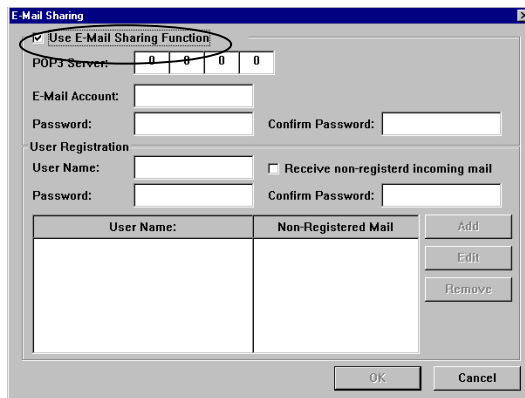 E-Mail Sharing
Use E-Mail Sharing Function
POP3 Server: 0 0 0 0
E-Mail Account:
Password: Confirm Password:
User Registration
User Name: Receive non-registerd incoming mail
Password: Confirm Password:
User Name: Non-Registered Mail Add
Edit
Remove
OK Cancel